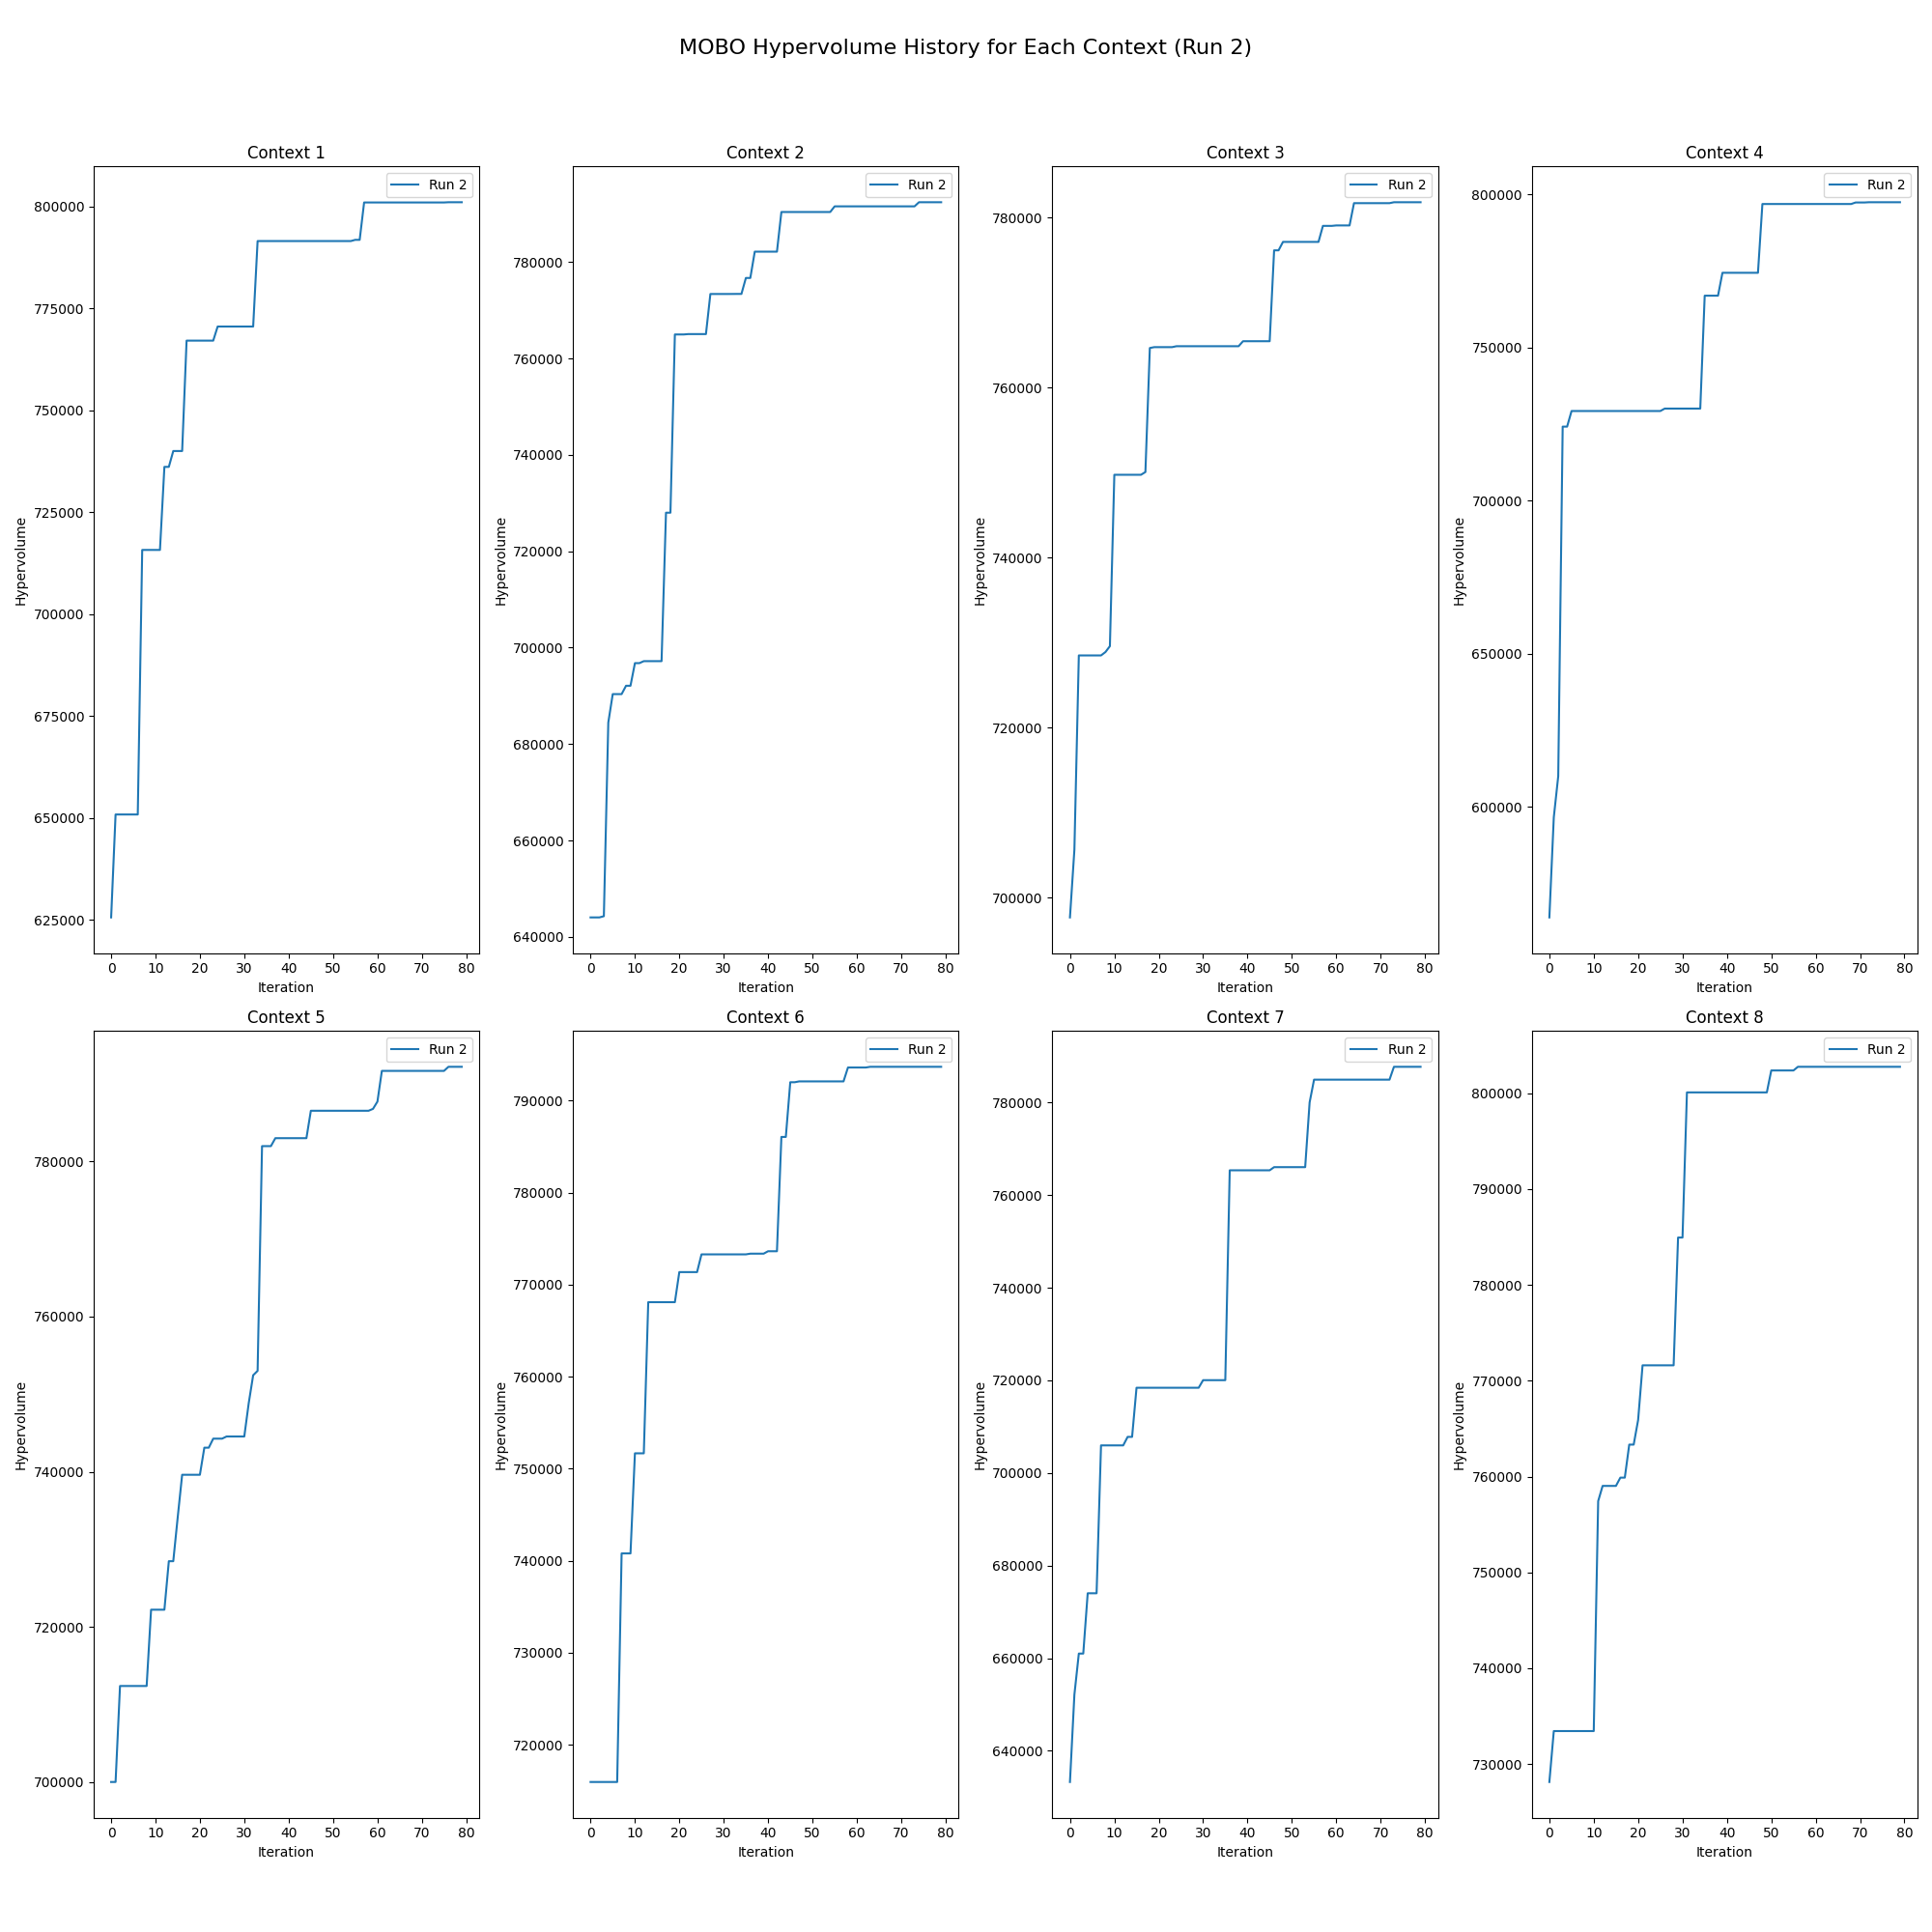 MOBO Hypervolume History for Each Context (Run 2)
Context 1
Run 2
800000
775000
750000
725000
700000
675000
650000
625000
Hypervolume
0 10 20 30 40 50 60 70 80
Iteration
Context 2
Run 2
780000
760000
740000
720000
700000
680000
660000
640000
Hypervolume
0 10 20 30 40 50 60 70 80
Iteration
Context 3
Run 2
780000
760000
740000
720000
700000
Hypervolume
0 10 20 30 40 50 60 70 80
Iteration
Context 4
Run 2
800000
750000
700000
650000
600000
Hypervolume
0 10 20 30 40 50 60 70 80
Iteration
Context 5
Run 2
780000
760000
740000
720000
700000
Hypervolume
0 10 20 30 40 50 60 70 80
Iteration
Context 6
Run 2
790000
780000
770000
760000
750000
740000
730000
720000
Hypervolume
0 10 20 30 40 50 60 70 80
Iteration
Context 7
Run 2
780000
760000
740000
720000
700000
680000
660000
640000
Hypervolume
0 10 20 30 40 50 60 70 80
Iteration
Context 8
Run 2
800000
790000
780000
770000
760000
750000
740000
730000
Hypervolume
0 10 20 30 40 50 60 70 80
Iteration